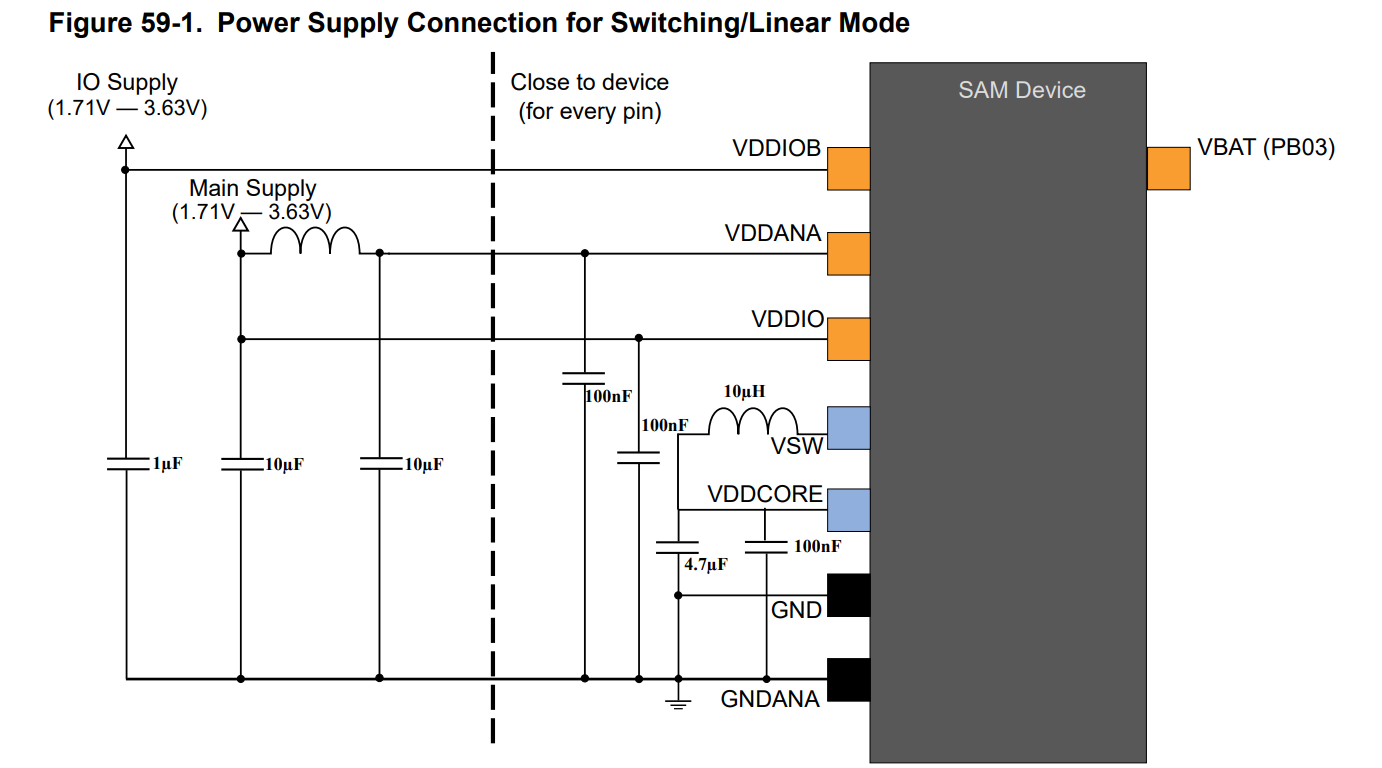 Figure 59-1. Power Supply Connection for Switching/Linear Mode
IO Supply
(1.71V — 3.63V)
Close to device
(for every pin)
SAM Device
VDDIOB
VBAT (PB03)
Main Supply
(1.71V — 3.63V)
VDDANA
VDDIO
100nF
10µH
100nF
VSW
1µF
10µF
10µF
VDDCORE
100nF
4.7µF
GND
GNDANA